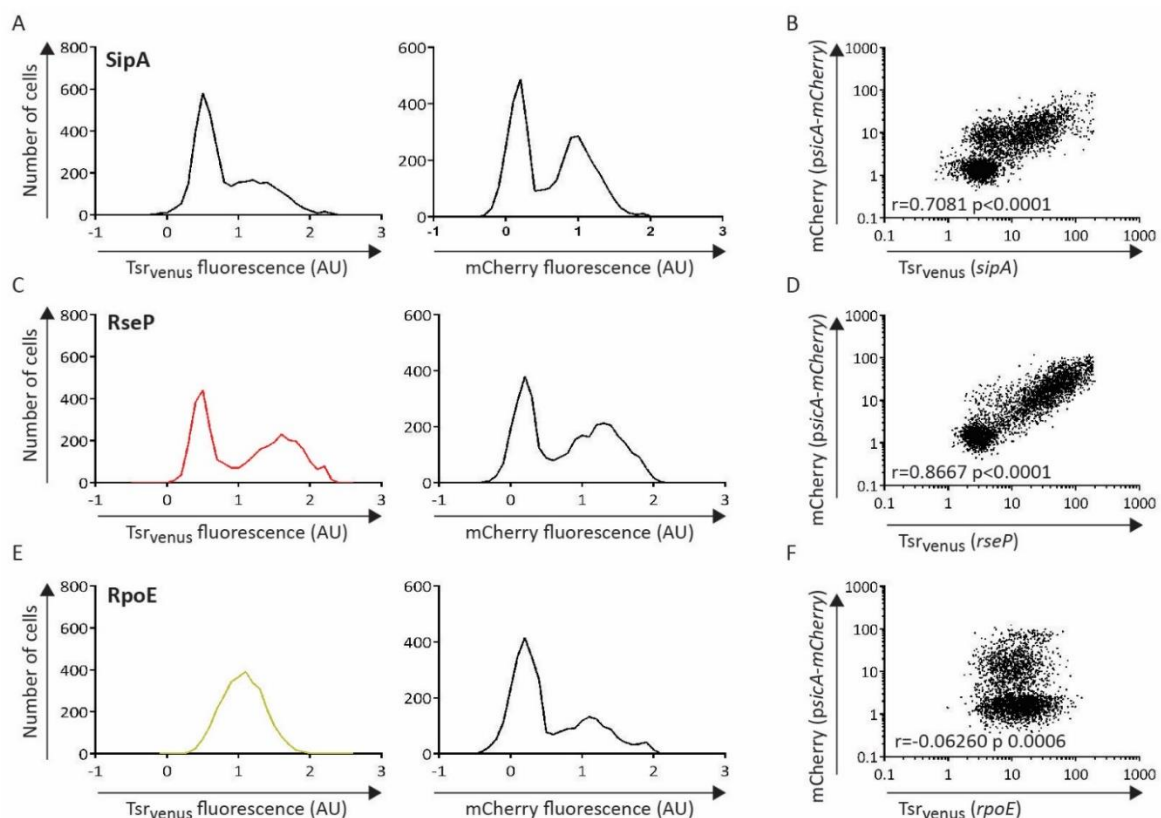 A
SipA
Number of cells
800
600
400
200
0
-1 0 1 2 3
Tsrvenus fluorescence (AU)
600
400
200
0
-1 0 1 2 3
mCherry fluorescence (AU)
B
mCherry (psicA-mCherry)
1000
100
10
1
0.1
r=0.7081 p<0.0001
0.1 1 10 100 1000
Tsrvenus (sipA)
C
RseP
Number of cells
800
600
400
200
0
-1 0 1 2 3
Tsrvenus fluorescence (AU)
600
400
200
0
-1 0 1 2 3
mCherry fluorescence (AU)
D
mCherry (psicA-mCherry)
1000
100
10
1
0.1
r=0.8667 p<0.0001
0.1 1 10 100 1000
Tsrvenus (rseP)
E
RpoE
Number of cells
800
600
400
200
0
-1 0 1 2 3
Tsrvenus fluorescence (AU)
600
400
200
0
-1 0 1 2 3
mCherry fluorescence (AU)
F
mCherry (psicA-mCherry)
1000
100
10
1
0.1
r=-0.06260 p 0.0006
0.1 1 10 100 1000
Tsrvenus (rpoE)